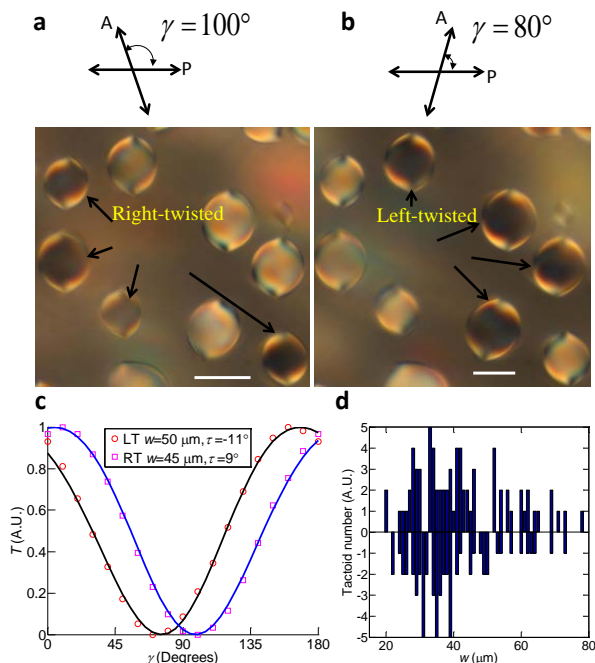 a
γ = 100°
A
P
b
γ = 80°
A
P
Right-twisted
Left-twisted
c
LT w=50 μm, τ=-11°
RT w=45 μm, τ=9°
T (A.U.)
1
0.8
0.6
0.4
0.2
0
0 45 90 135 180
γ (Degrees)
d
Tactoid number (A.U.)
5
4
3
2
1
0
-1
-2
-3
-4
-5
20 40 60 80
w (μm)